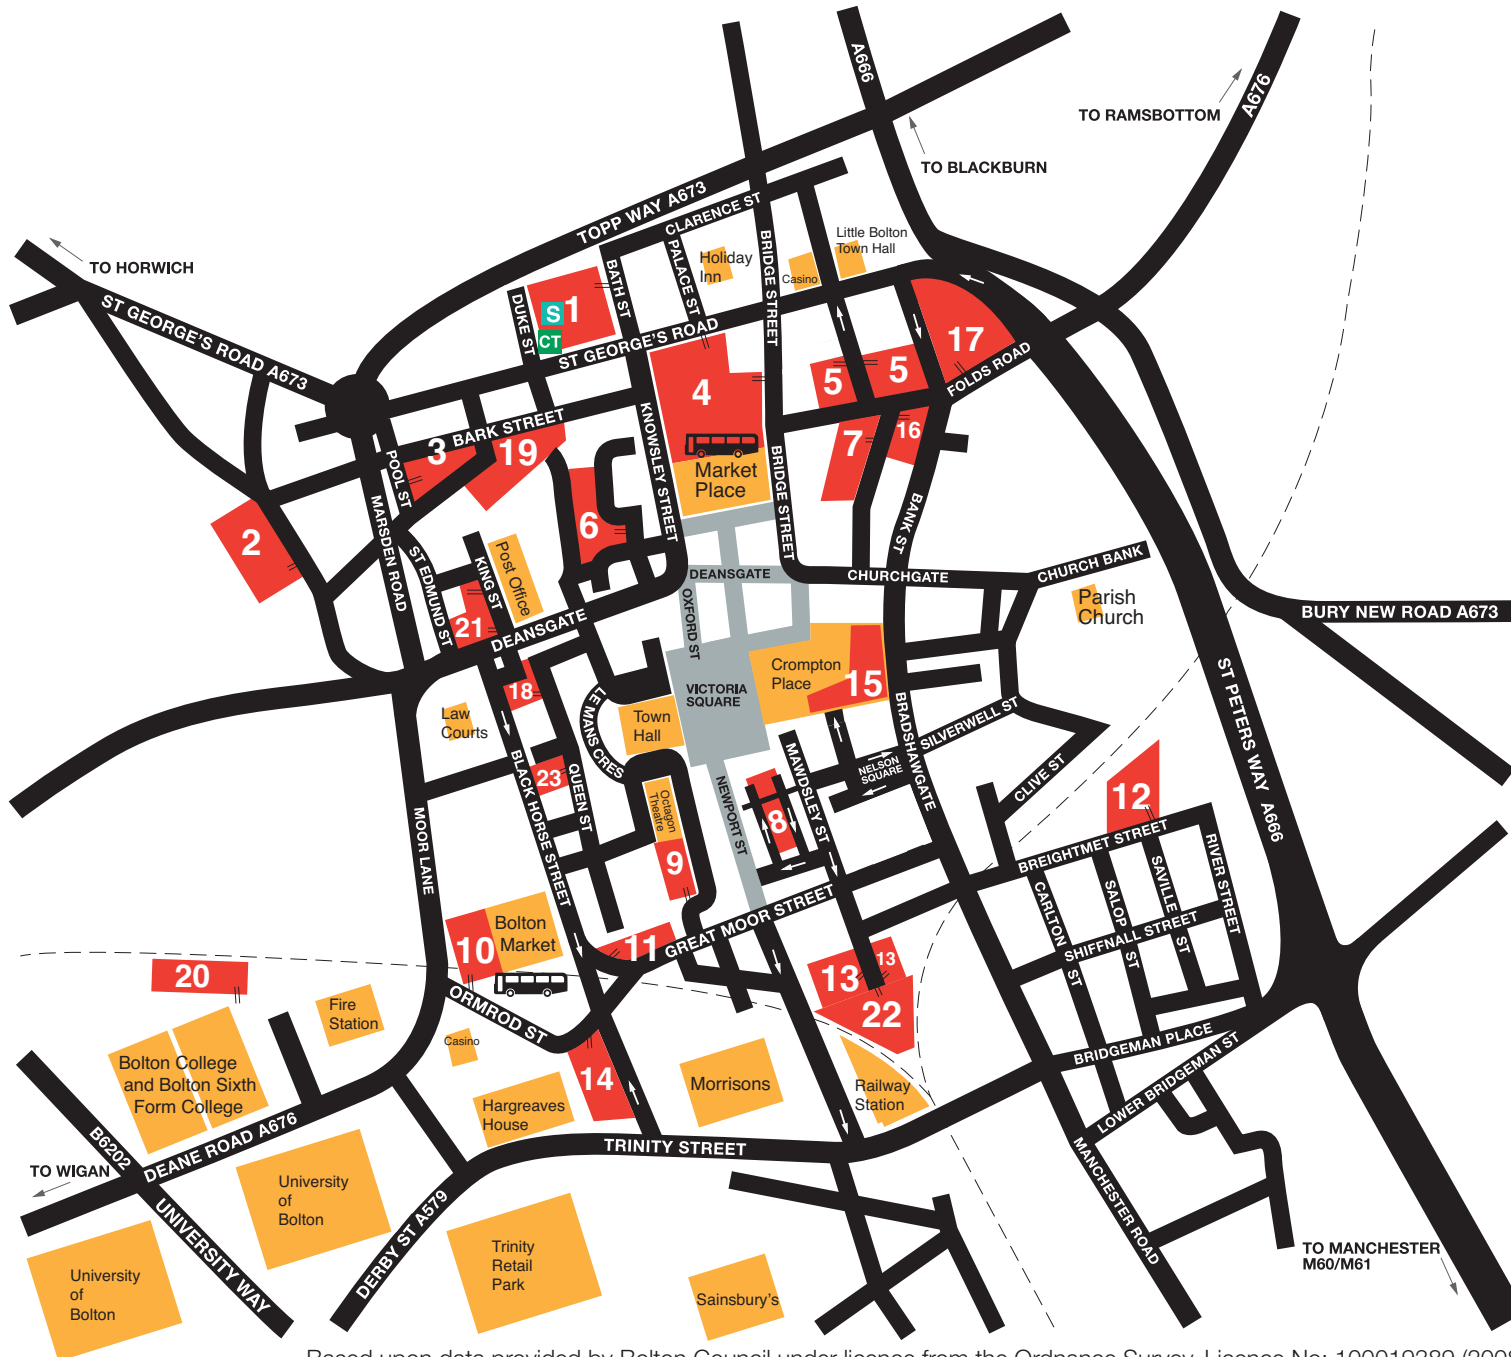 A666
TO RAMSBOTTOM
A676
TO BLACKBURN
TOPP WAY A673
CLARENCE ST
PALACE ST
BRIDGE STREET
Holiday
Inn
Casino
Little Bolton
Town Hall
TO HORWICH
ST GEORGE'S ROAD A673
DUKE ST
BATH ST
S
1
CT
ST GEORGE'S ROAD
4
5
5
17
FOLDS ROAD
BARK STREET
KNOWSLEY STREET
3
19
7
16
Market
Place
BRIDGE STREET
POOL ST
MARSDEN ROAD
2
6
BANK ST
ST EDMUND ST
KING ST
Post Office
21
DEANSGATE
DEANSGATE
OXFORD ST
CHURCHGATE
CHURCH BANK
Parish
Church
BURY NEW ROAD A673
ST PETERS WAY A666
Crompton
Place
15
VICTORIA
SQUARE
18
Law
Courts
LE MANS CRES
Town
Hall
BLACK HORSE STREET
23
QUEEN ST
Octagon
Theatre
NEWPORT ST
8
MAWDSLEY ST
NELSON
SQUARE
BRADSHAWGATE
SILVERWELL ST
CLIVE ST
12
MOOR LANE
9
BREIGHTMET STREET
CARLTON ST
SALOP ST
SAVILLE ST
RIVER STREET
SHIFFNALL STREET
10
Bolton
Market
11
GREAT MOOR STREET
13
13
22
20
ORMROD ST
Fire
Station
Casino
14
Bolton College
and Bolton Sixth
Form College
Hargreaves
House
Morrisons
Railway
Station
BRIDGEMAN PLACE
LOWER BRIDGEMAN ST
DEANE ROAD A676
TRINITY STREET
MANCHESTER ROAD
B6202
TO WIGAN
University
of
Bolton
UNIVERSITY WAY
DERBY ST A579
University
of
Bolton
Trinity
Retail
Park
Sainsbury's
TO MANCHESTER
M60/M61